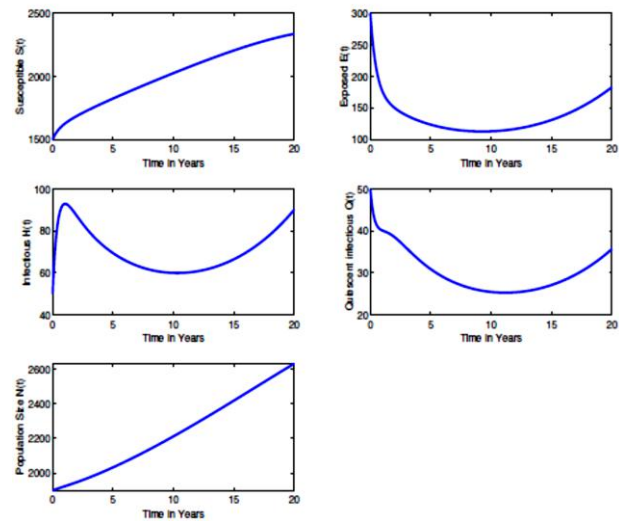 2500
2000
1500
Susceptible S(t)
0 5 10 15 20
Time in Years
300
250
200
150
100
Exposed E(t)
0 5 10 15 20
Time in Years
100
80
60
40
Infectious H(t)
0 5 10 15 20
Time in Years
50
40
30
20
Quiescent infectious Q(t)
0 5 10 15 20
Time in Years
2600
2400
2200
2000
Population Size N(t)
0 5 10 15 20
Time in Years